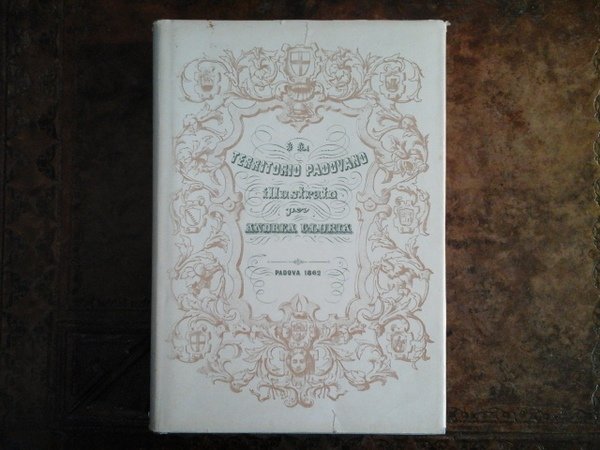 IL
TERRITORIO PADOVANO
illustrato
per
ANDREA GLORIA
PADOVA 1862